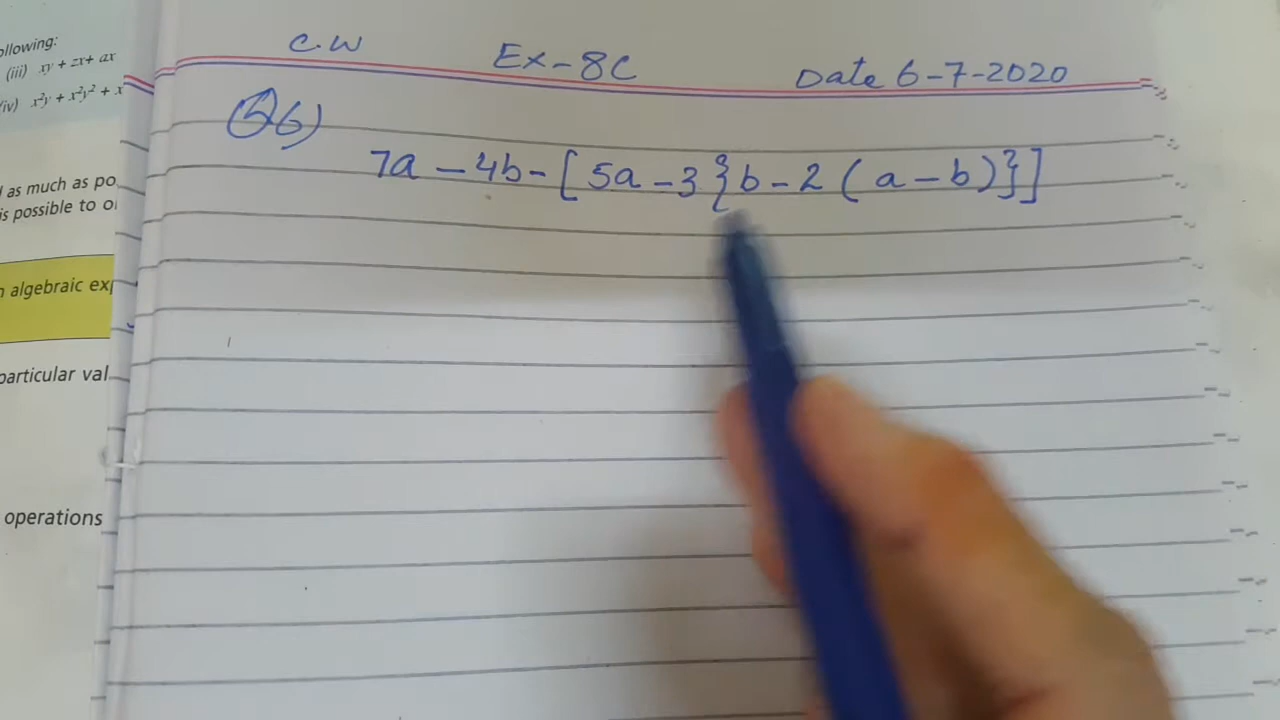 ollowing:
(iii) xy + zx + ax
(iv) x²y + x²y² + x
as much as po
is possible to o
algebraic exp
particular val
operations
C.W Ex-8C Date 6-7-2020
Q6)
7a - 4b - [5a - 3{b - 2(a - b)}]